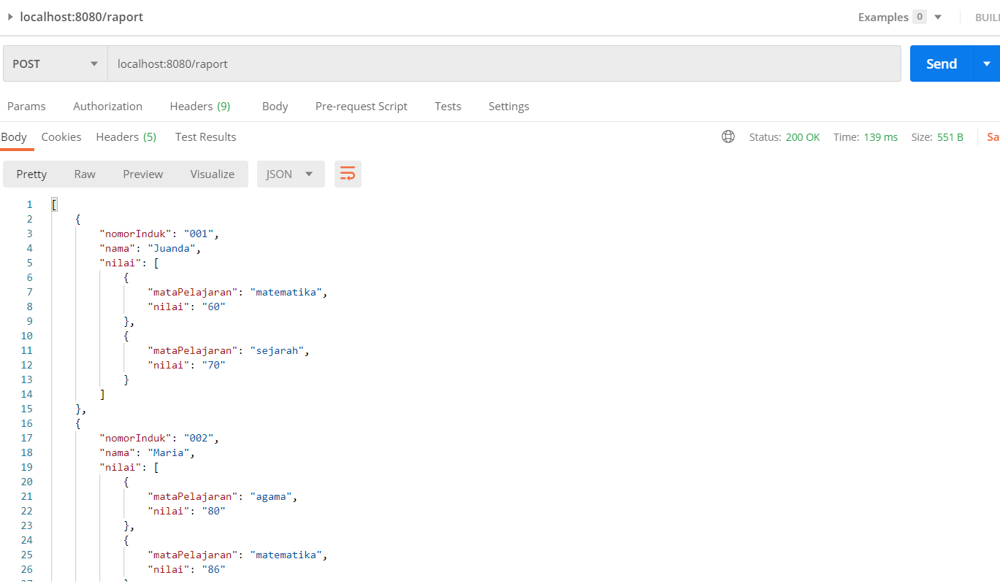 localhost:8080/raport Examples 0 BUIL
POST localhost:8080/raport Send
Params Authorization Headers (9) Body Pre-request Script Tests Settings
Body Cookies Headers (5) Test Results Status: 200 OK Time: 139 ms Size: 551 B Sa
Pretty Raw Preview Visualize JSON
1 [
2 {
3 "nomorInduk": "001",
4 "nama": "Juanda",
5 "nilai": [
6 {
7 "mataPelajaran": "matematika",
8 "nilai": "60"
9 },
10 {
11 "mataPelajaran": "sejarah",
12 "nilai": "70"
13 }
14 ]
15 },
16 {
17 "nomorInduk": "002",
18 "nama": "Maria",
19 "nilai": [
20 {
21 "mataPelajaran": "agama",
22 "nilai": "80"
23 },
24 {
25 "mataPelajaran": "matematika",
26 "nilai": "86"